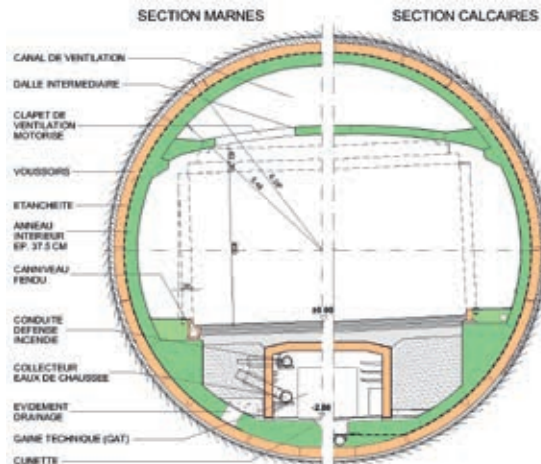 SECTION MARNES
SECTION CALCAIRES
CANAL DE VENTILATION
DALLE INTERMEDIAIRE
CLAPET DE
VENTILATION
MOTORISE
VOUSSOIRS
ETANCHEITE
ANNEAU
INTERIEUR
EP. 37.5 CM
CANNIVEAU
FENDU
CONDUITE
DEFENSE
INCENDIE
COLLECTEUR
EAUX DE CHAUSSEE
EVIDEMENT
DRAINAGE
GAINE TECHNIQUE (GAT)
CUNETTE